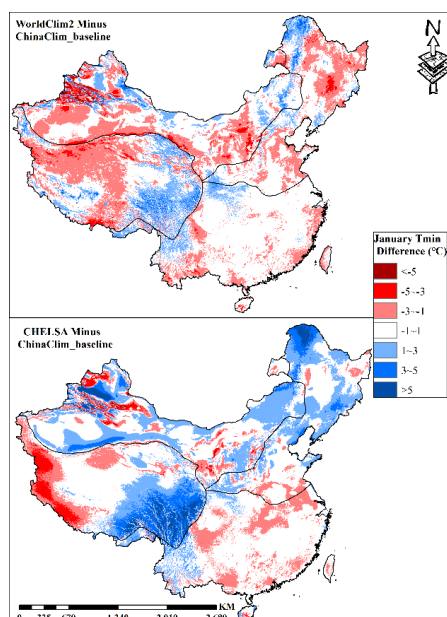 WorldClim2 Minus
ChinaClim_baseline
N
January Tmin
Difference (°C)
<-5
-5~-3
-3~-1
-1~1
1~3
3~5
>5
CHELSA Minus
ChinaClim_baseline
KM